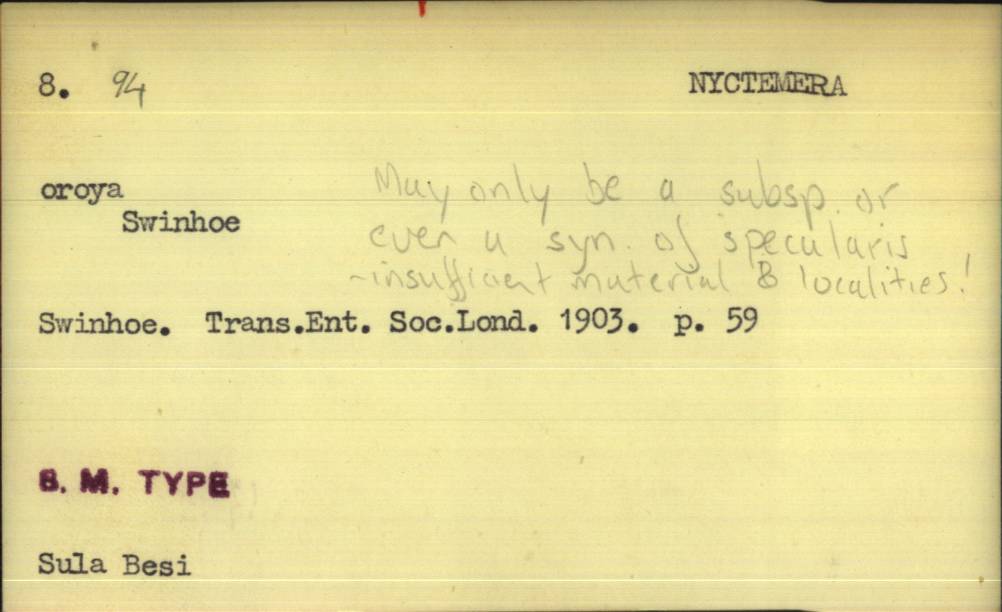 8. 94 NYCTEMERA
oroya
Swinhoe
May only be a subsp. or
even a syn. of specularis
- insufficient material & localities!
Swinhoe. Trans.Ent. Soc.Lond. 1903. p. 59
B. M. TYPE
Sula Besi